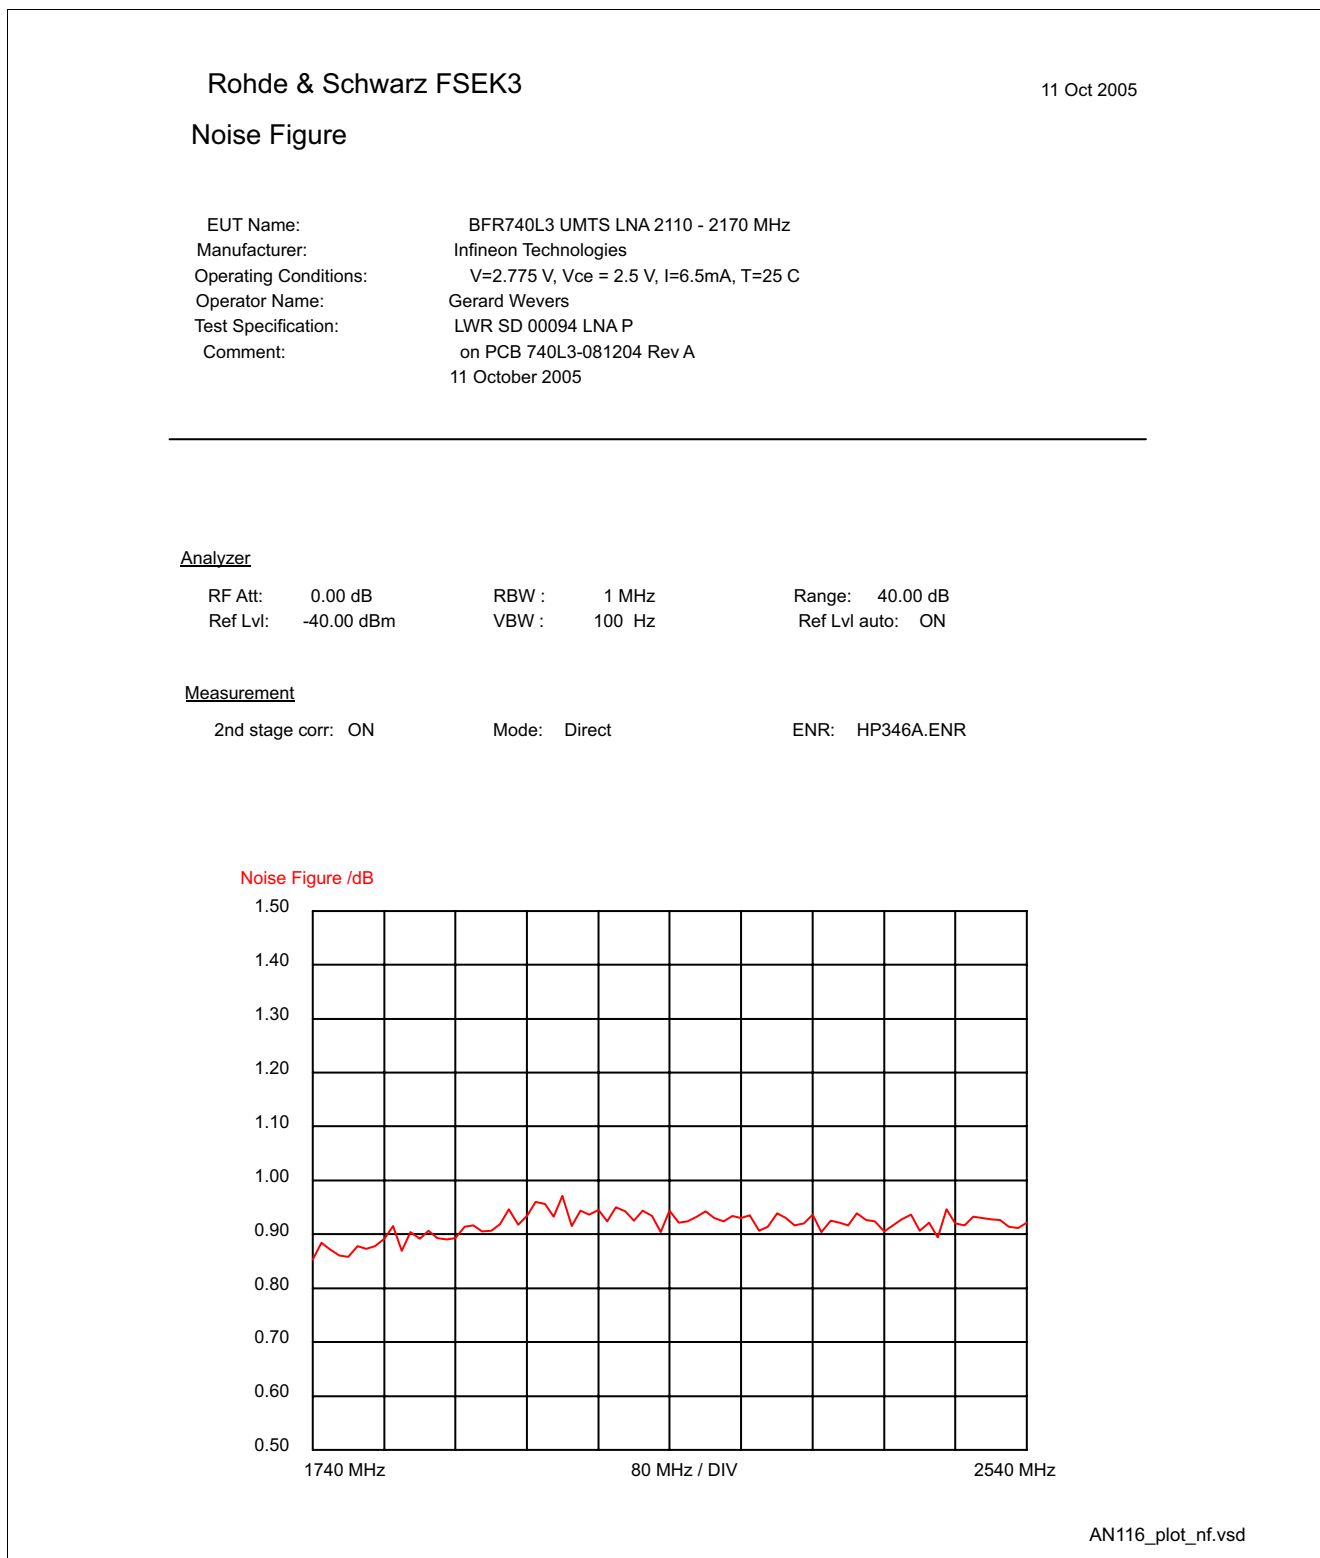 Rohde & Schwarz FSEK3 11 Oct 2005
Noise Figure
EUT Name: BFR740L3 UMTS LNA 2110 - 2170 MHz
Manufacturer: Infineon Technologies
Operating Conditions: V=2.775 V, Vce = 2.5 V, I=6.5mA, T=25 C
Operator Name: Gerard Wevers
Test Specification: LWR SD 00094 LNA P
Comment: on PCB 740L3-081204 Rev A
11 October 2005
Analyzer
RF Att: 0.00 dB RBW : 1 MHz Range: 40.00 dB
Ref Lvl: -40.00 dBm VBW : 100 Hz Ref Lvl auto: ON
Measurement
2nd stage corr: ON Mode: Direct ENR: HP346A.ENR
Noise Figure /dB
1.50
1.40
1.30
1.20
1.10
1.00
0.90
0.80
0.70
0.60
0.50
1740 MHz 80 MHz / DIV 2540 MHz
AN116_plot_nf.vsd